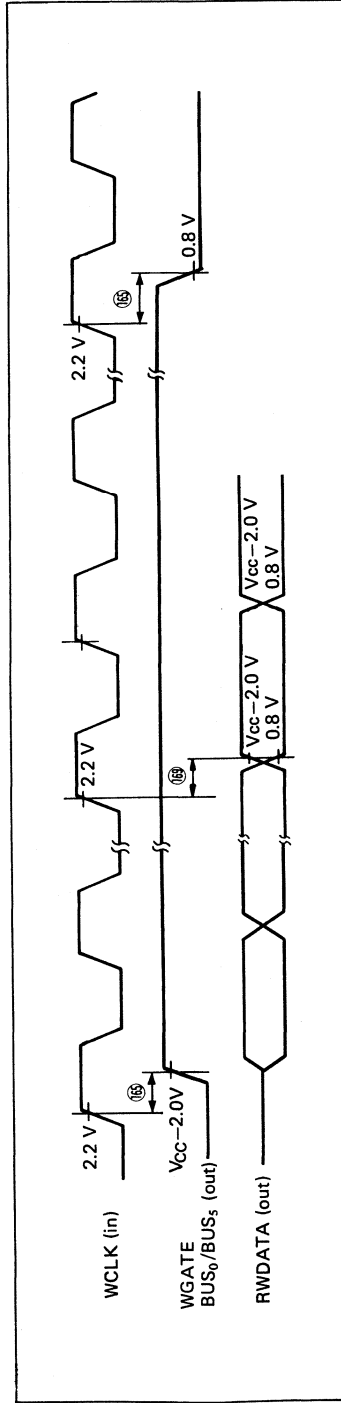 WCLK (in)
2.2 V
2.2 V
2.2 V
165
169
165
WGATE
BUS₀/BUS₅ (out)
Vcc−2.0V
0.8 V
RWDATA (out)
Vcc−2.0 V
0.8 V
Vcc−2.0 V
0.8 V